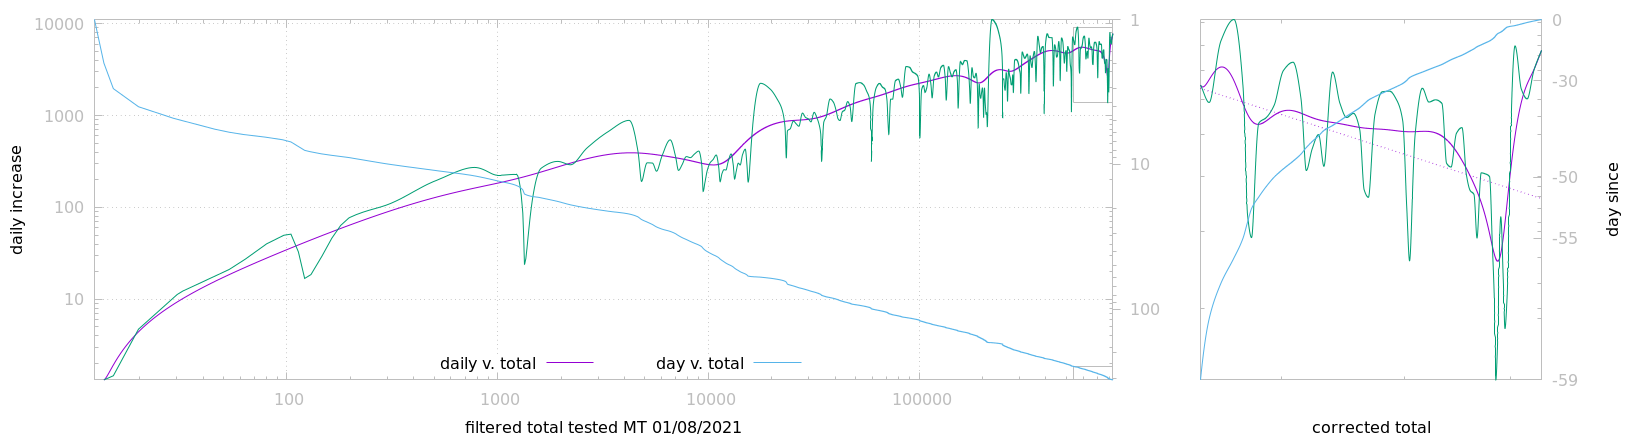 10000
1000
100
10
daily increase
daily v. total
day v. total
100
1000
10000
100000
filtered total tested MT 01/08/2021
1
10
100
0
-30
-50
-55
-59
day since
corrected total